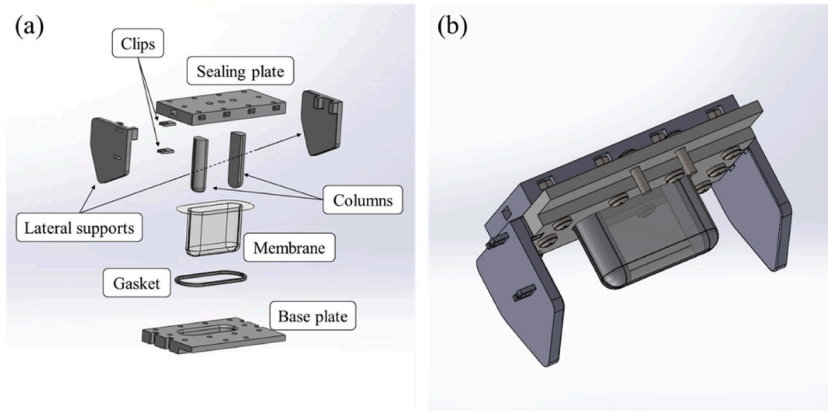 (a)
(b)
Clips
Sealing plate
Lateral supports
Columns
Membrane
Gasket
Base plate